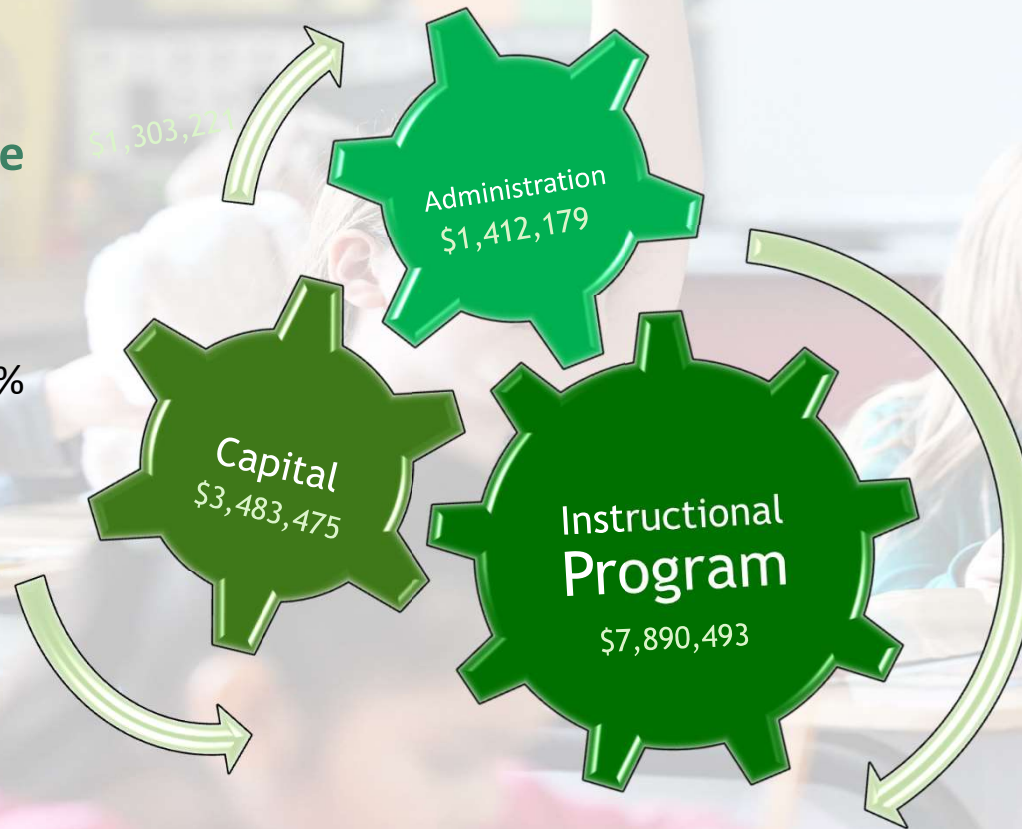 $1,303,221
e
Administration
$1,412,179
%
Capital
$3,483,475
Instructional
Program
$7,890,493